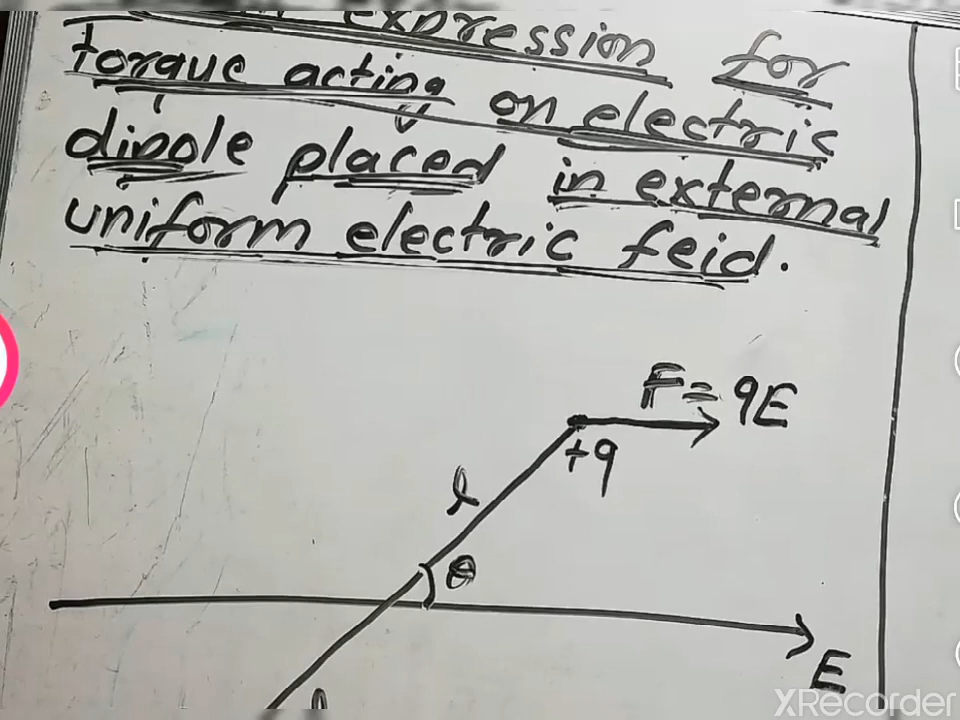 expression for
torque acting on electric
dipole placed in external
uniform electric feid.
F = qE
+q
l
θ
E
l
XRecorder